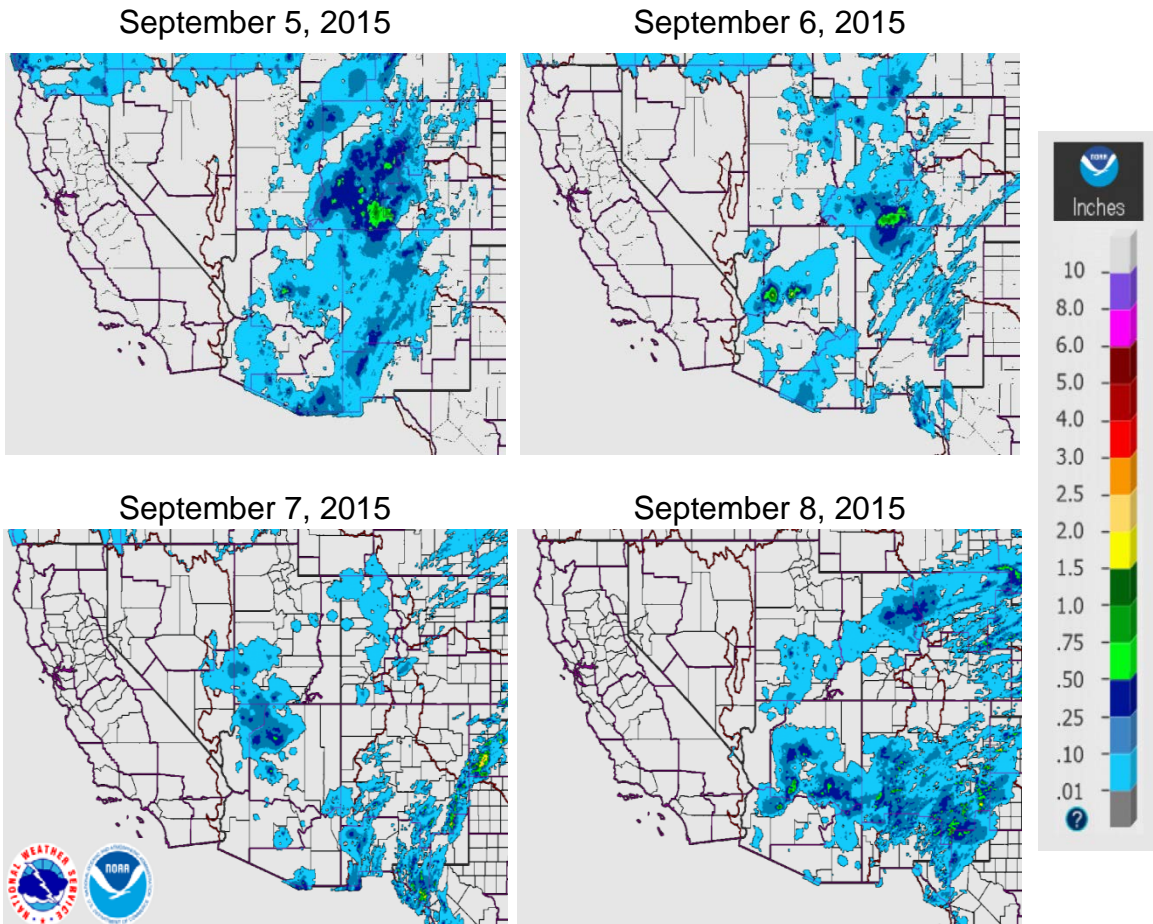 September 5, 2015
September 6, 2015
NOAA
Inches
10
8.0
6.0
5.0
4.0
3.0
2.5
2.0
1.5
1.0
.75
.50
.25
.10
.01
?
September 7, 2015
September 8, 2015
NATIONAL WEATHER SERVICE
NOAA